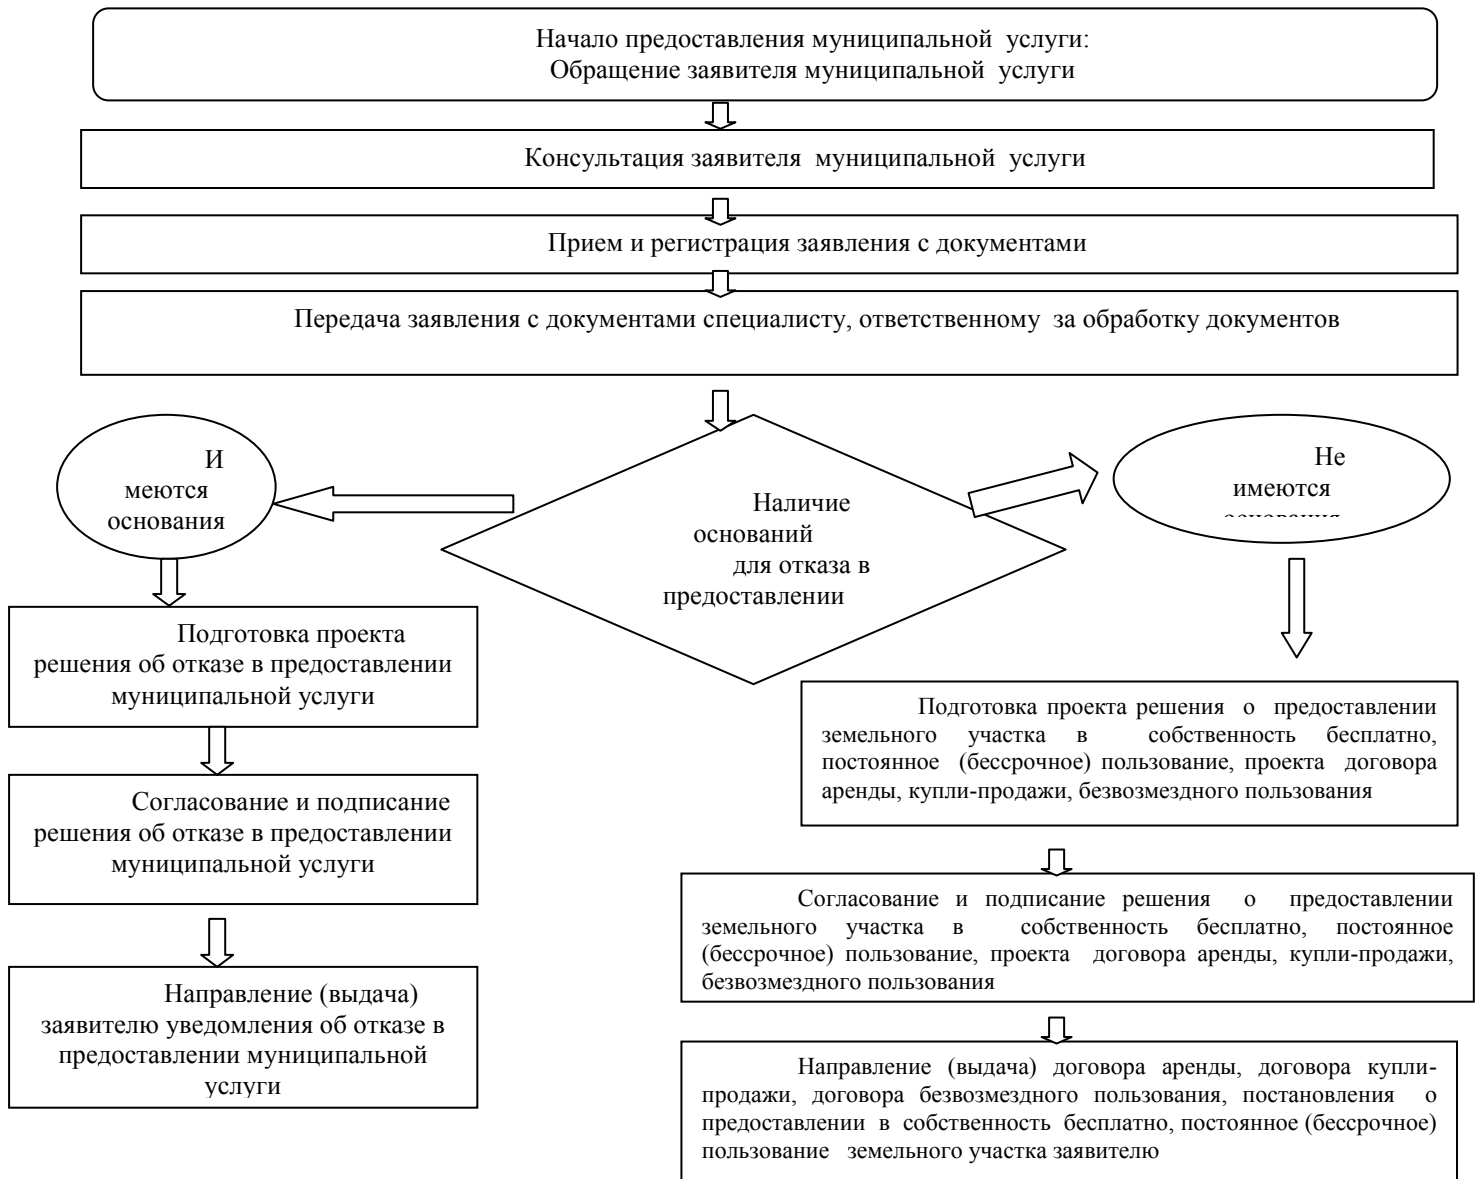 Начало предоставления муниципальной услуги:
Обращение заявителя муниципальной услуги
Консультация заявителя муниципальной услуги
Прием и регистрация заявления с документами
Передача заявления с документами специалисту, ответственному за обработку документов
И
меются
основания
Наличие
оснований
для отказа в
предоставлении
Не
имеются
Подготовка проекта
решения об отказе в предоставлении
муниципальной услуги
Согласование и подписание
решения об отказе в предоставлении
муниципальной услуги
Направление (выдача)
заявителю уведомления об отказе в
предоставлении муниципальной
услуги
Подготовка проекта решения о предоставлении
земельного участка в собственность бесплатно,
постоянное (бессрочное) пользование, проекта договора
аренды, купли-продажи, безвозмездного пользования
Согласование и подписание решения о предоставлении
земельного участка в собственность бесплатно, постоянное
(бессрочное) пользование, проекта договора аренды, купли-продажи,
безвозмездного пользования
Направление (выдача) договора аренды, договора купли-
продажи, договора безвозмездного пользования, постановления о
предоставлении в собственность бесплатно, постоянное (бессрочное)
пользование земельного участка заявителю